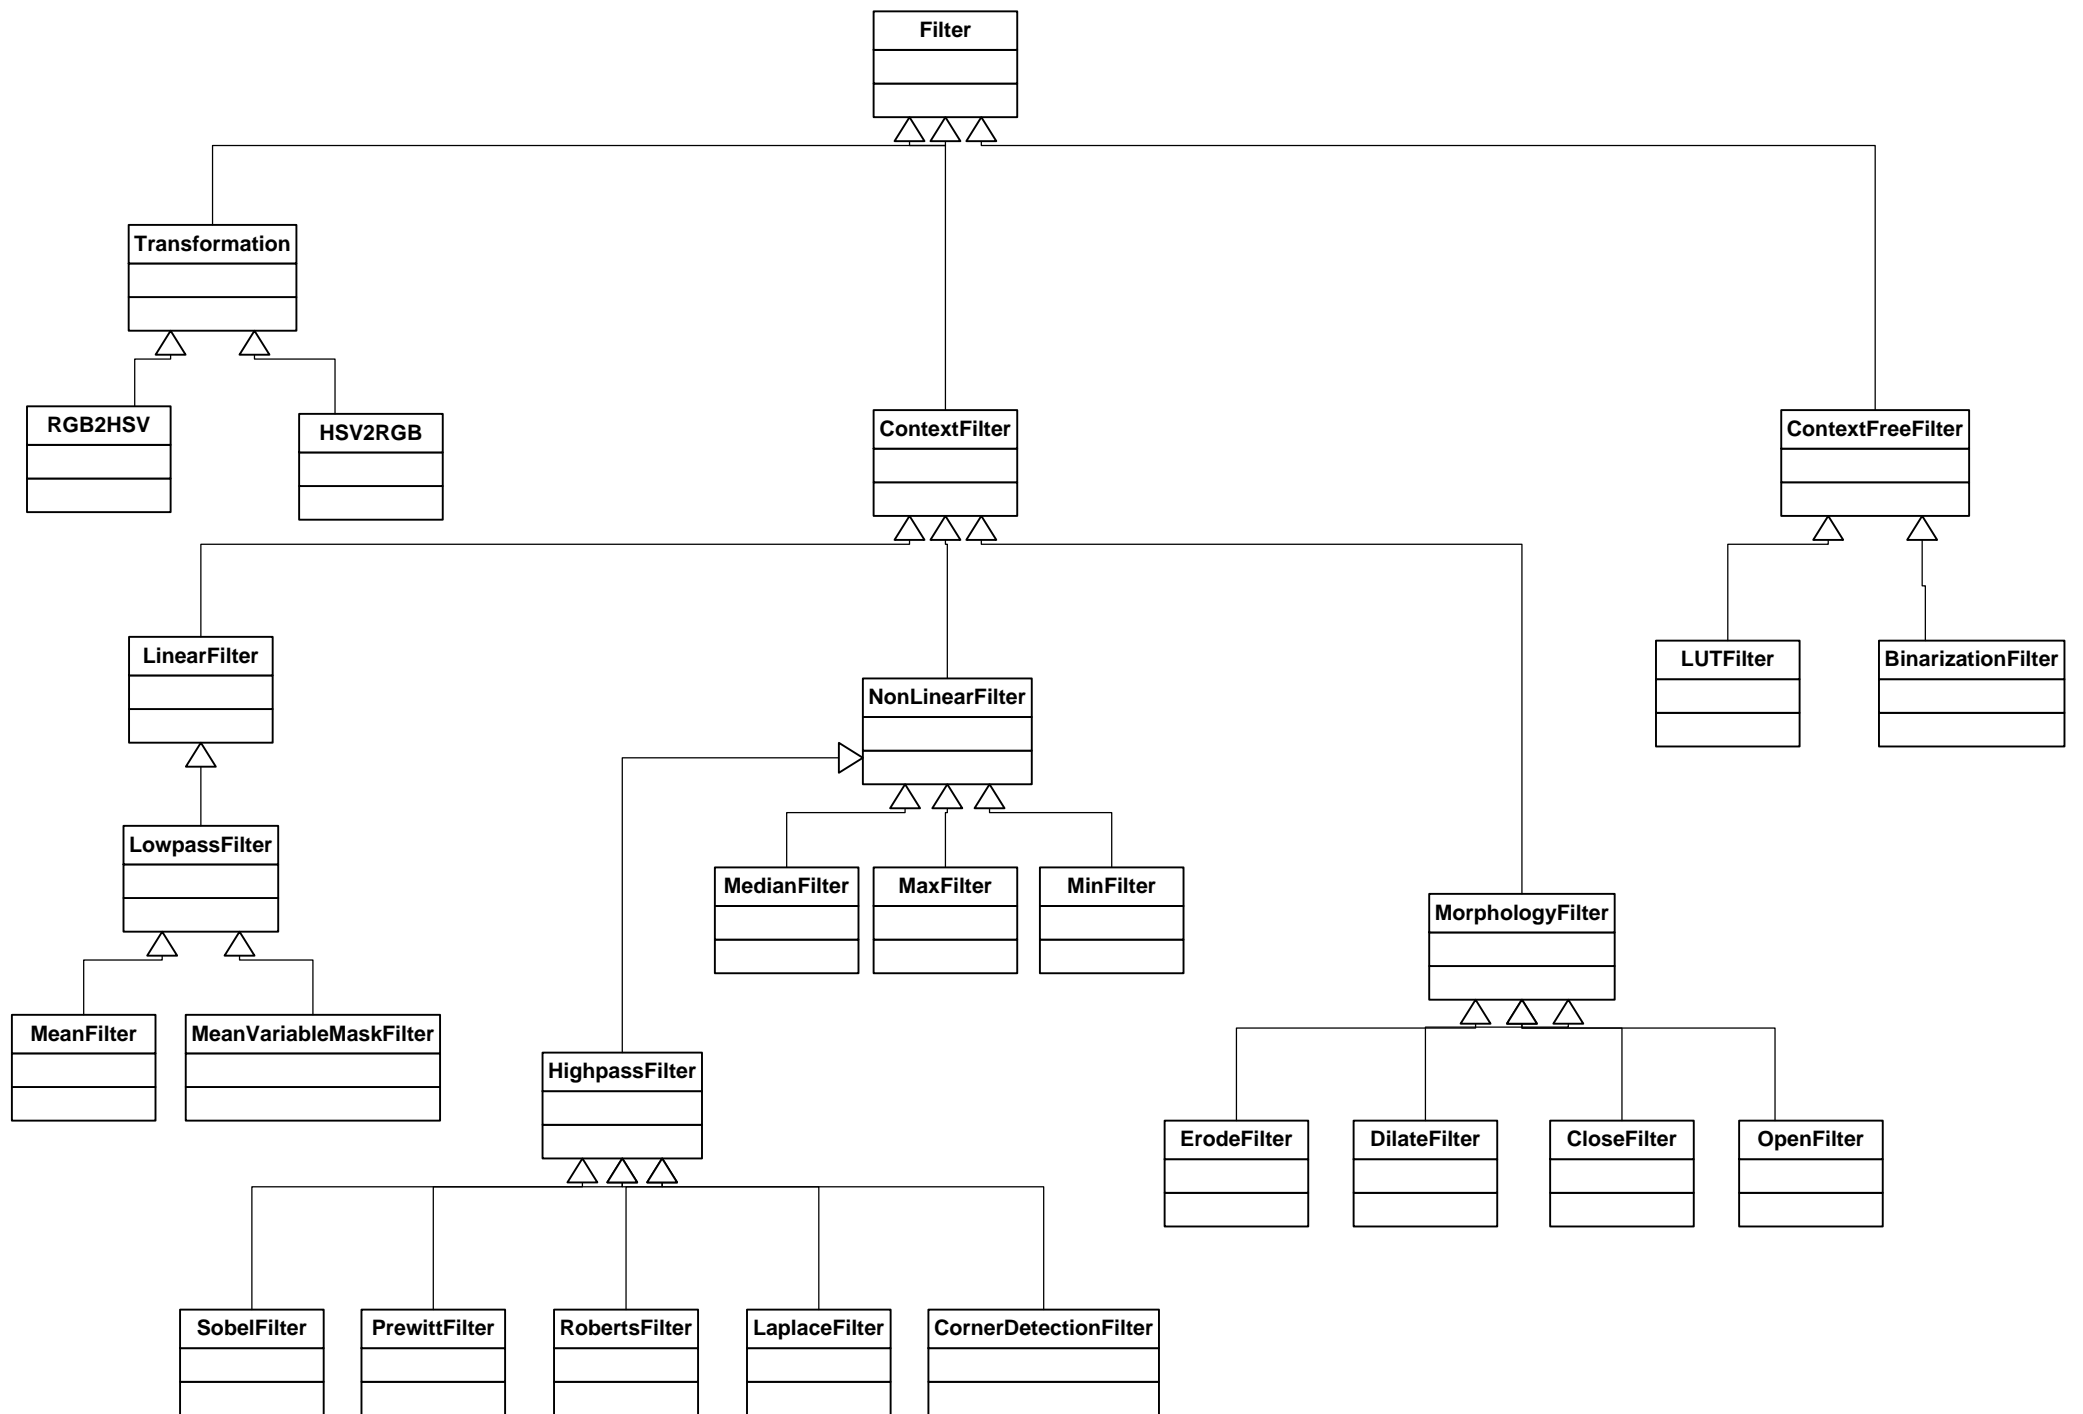 Filter
Transformation
RGB2HSV
HSV2RGB
ContextFilter
ContextFreeFilter
LinearFilter
NonLinearFilter
LUTFilter
BinarizationFilter
LowpassFilter
MedianFilter
MaxFilter
MinFilter
MorphologyFilter
MeanFilter
MeanVariableMaskFilter
HighpassFilter
ErodeFilter
DilateFilter
CloseFilter
OpenFilter
SobelFilter
PrewittFilter
RobertsFilter
LaplaceFilter
CornerDetectionFilter